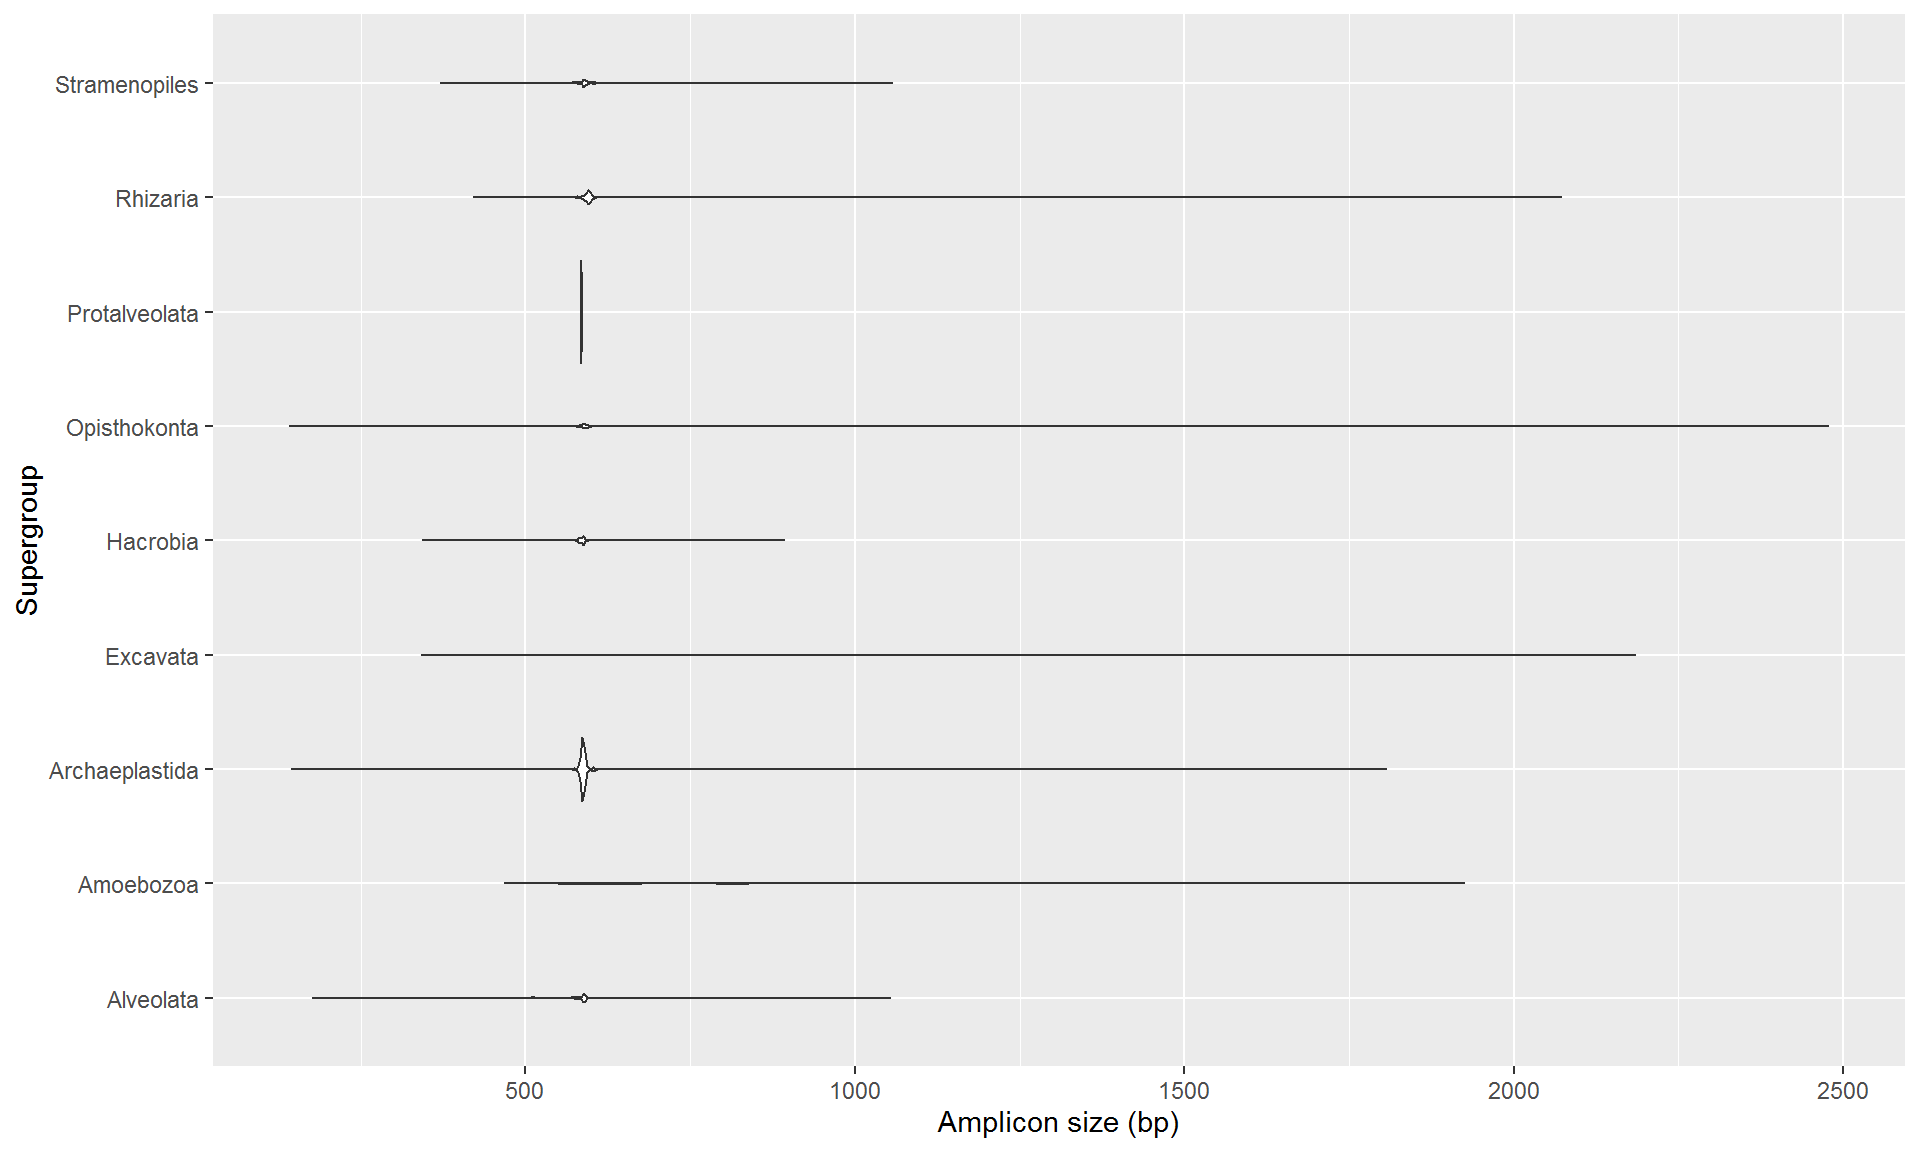 Stramenopiles
Rhizaria
Protalveolata
Opisthokonta
Hacrobia
Excavata
Archaeplastida
Amoebozoa
Alveolata
Supergroup
500 1000 1500 2000 2500
Amplicon size (bp)